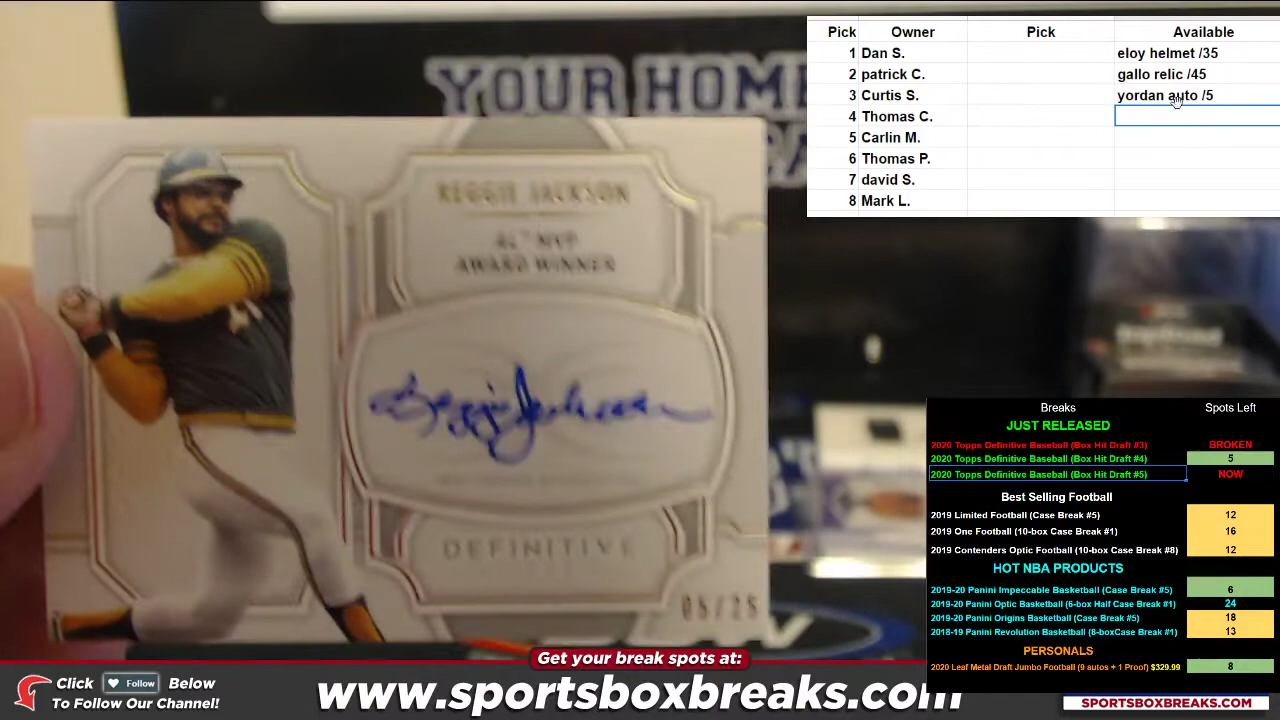 YOUR HOM
CA
REGGIE JACKSON
AL™ MVP
AWARD WINNER
Reggie Jackson
DEFINITIVE
05/25
Pick Owner Pick Available
1 Dan S. eloy helmet /35
2 patrick C. gallo relic /45
3 Curtis S. yordan auto /5
4 Thomas C.
5 Carlin M.
6 Thomas P.
7 david S.
8 Mark L.
Breaks Spots Left
JUST RELEASED
2020 Topps Definitive Baseball (Box Hit Draft #3) BROKEN
2020 Topps Definitive Baseball (Box Hit Draft #4) 5
2020 Topps Definitive Baseball (Box Hit Draft #5) NOW
Best Selling Football
2019 Limited Football (Case Break #5) 12
2019 One Football (10-box Case Break #1) 16
2019 Contenders Optic Football (10-box Case Break #8) 12
HOT NBA PRODUCTS
2019-20 Panini Impeccable Basketball (Case Break #5) 6
2019-20 Panini Optic Basketball (6-box Half Case Break #1) 24
2019-20 Panini Origins Basketball (Case Break #5) 18
2018-19 Panini Revolution Basketball (8-boxCase Break #1) 13
PERSONALS
2020 Leaf Metal Draft Jumbo Football (9 autos + 1 Proof) $329.99 8
Get your break spots at:
Click Follow Below
To Follow Our Channel!
www.sportsboxbreaks.com
SPORTSBOXBREAKS.COM